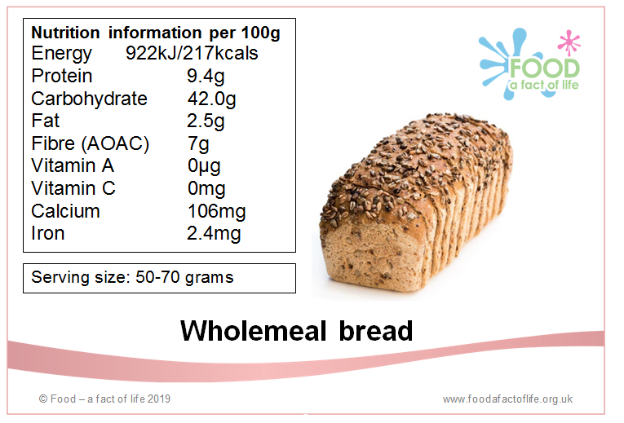 Nutrition information per 100g
Energy 922kJ/217kcals
Protein 9.4g
Carbohydrate 42.0g
Fat 2.5g
Fibre (AOAC) 7g
Vitamin A 0µg
Vitamin C 0mg
Calcium 106mg
Iron 2.4mg
Serving size: 50-70 grams
FOOD
a fact of life
Wholemeal bread
© Food – a fact of life 2019
www.foodafactoflife.org.uk